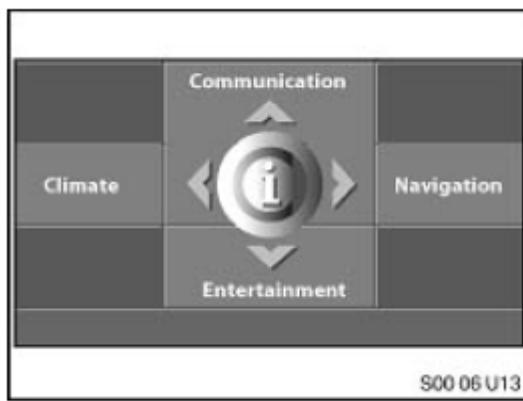 Communication
Climate
i
Navigation
Entertainment
S00 06 U13